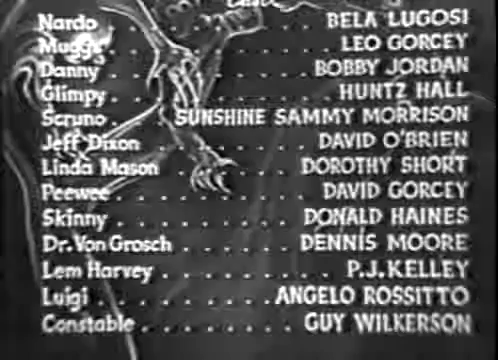 Cast
Nardo . . . . . . . . . . BELA LUGOSI
Muggs . . . . . . . . . . LEO GORCEY
Danny . . . . . . . . . BOBBY JORDAN
Glimpy . . . . . . . . . . HUNTZ HALL
Scruno . . . SUNSHINE SAMMY MORRISON
Jeff Dixon . . . . . . . . DAVID O'BRIEN
Linda Mason . . . . . . DOROTHY SHORT
Peewee . . . . . . . . . DAVID GORCEY
Skinny . . . . . . . . . DONALD HAINES
Dr. Von Grosch . . . . . . DENNIS MOORE
Lem Harvey . . . . . . . . . P.J. KELLEY
Luigi . . . . . . . . . ANGELO ROSSITTO
Constable . . . . . . . . GUY WILKERSON